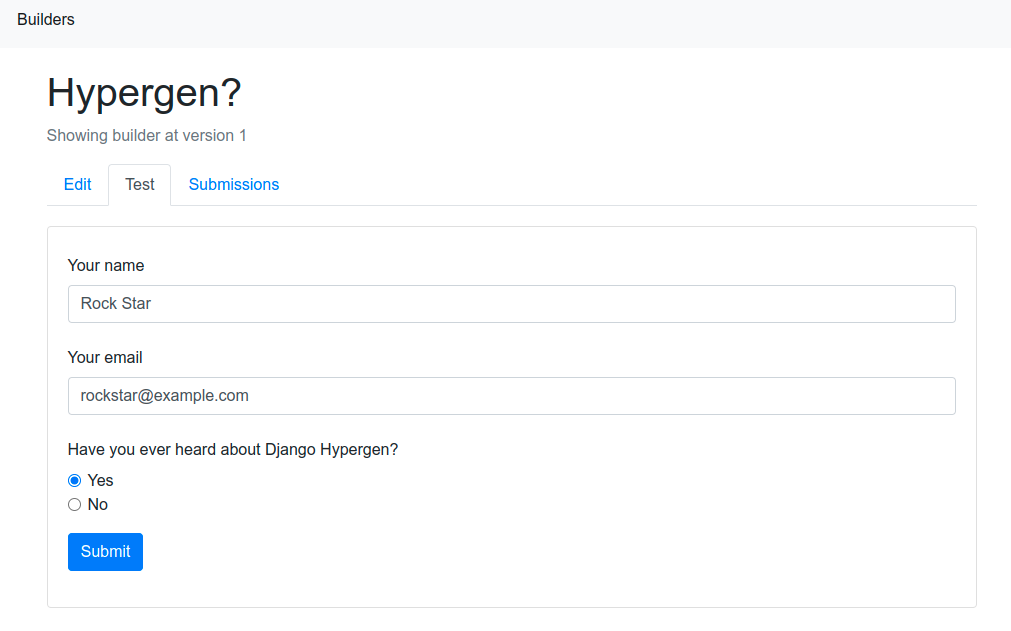 Builders
Hypergen?
Showing builder at version 1
Edit Test Submissions
Your name
Rock Star
Your email
rockstar@example.com
Have you ever heard about Django Hypergen?
Yes
No
Submit